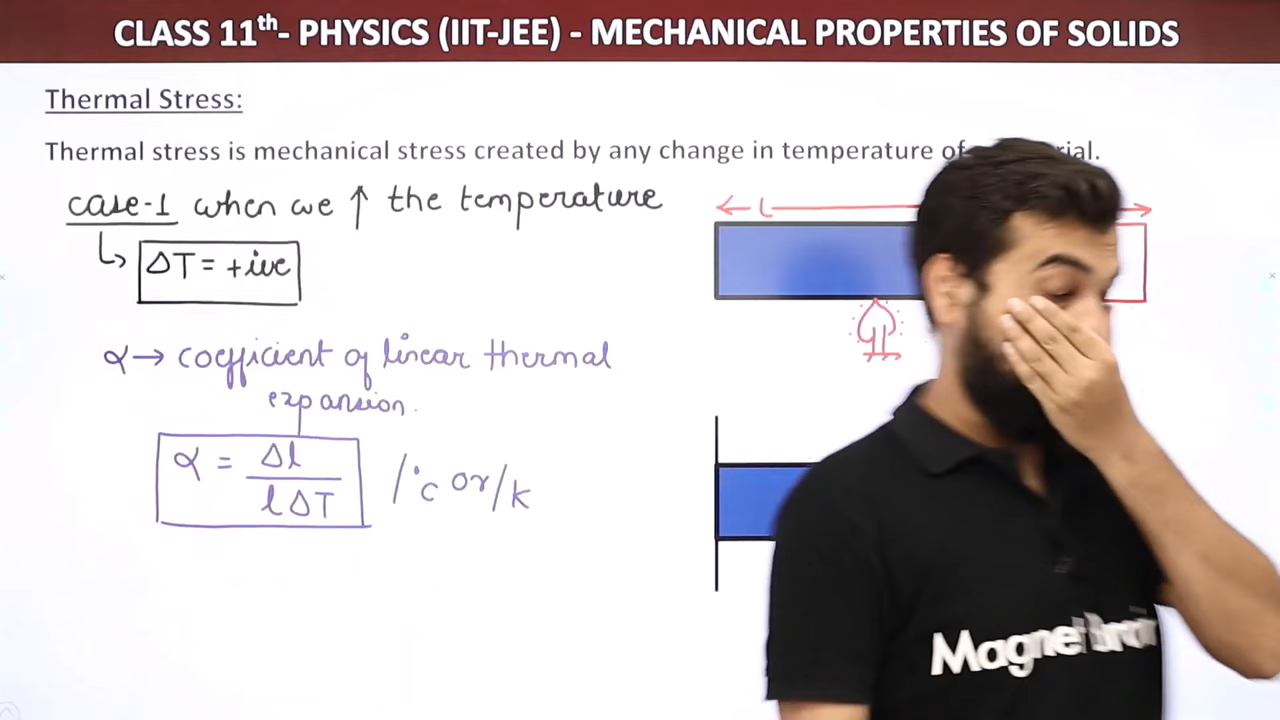 CLASS 11th- PHYSICS (IIT-JEE) - MECHANICAL PROPERTIES OF SOLIDS
Thermal Stress:
Thermal stress is mechanical stress created by any change in temperature of
case-1 when we ↑ the temperature
ΔT = +ive
L
α → coefficient of linear thermal
expansion.
α = Δl / lΔT /°c or /k
Magnet Brain